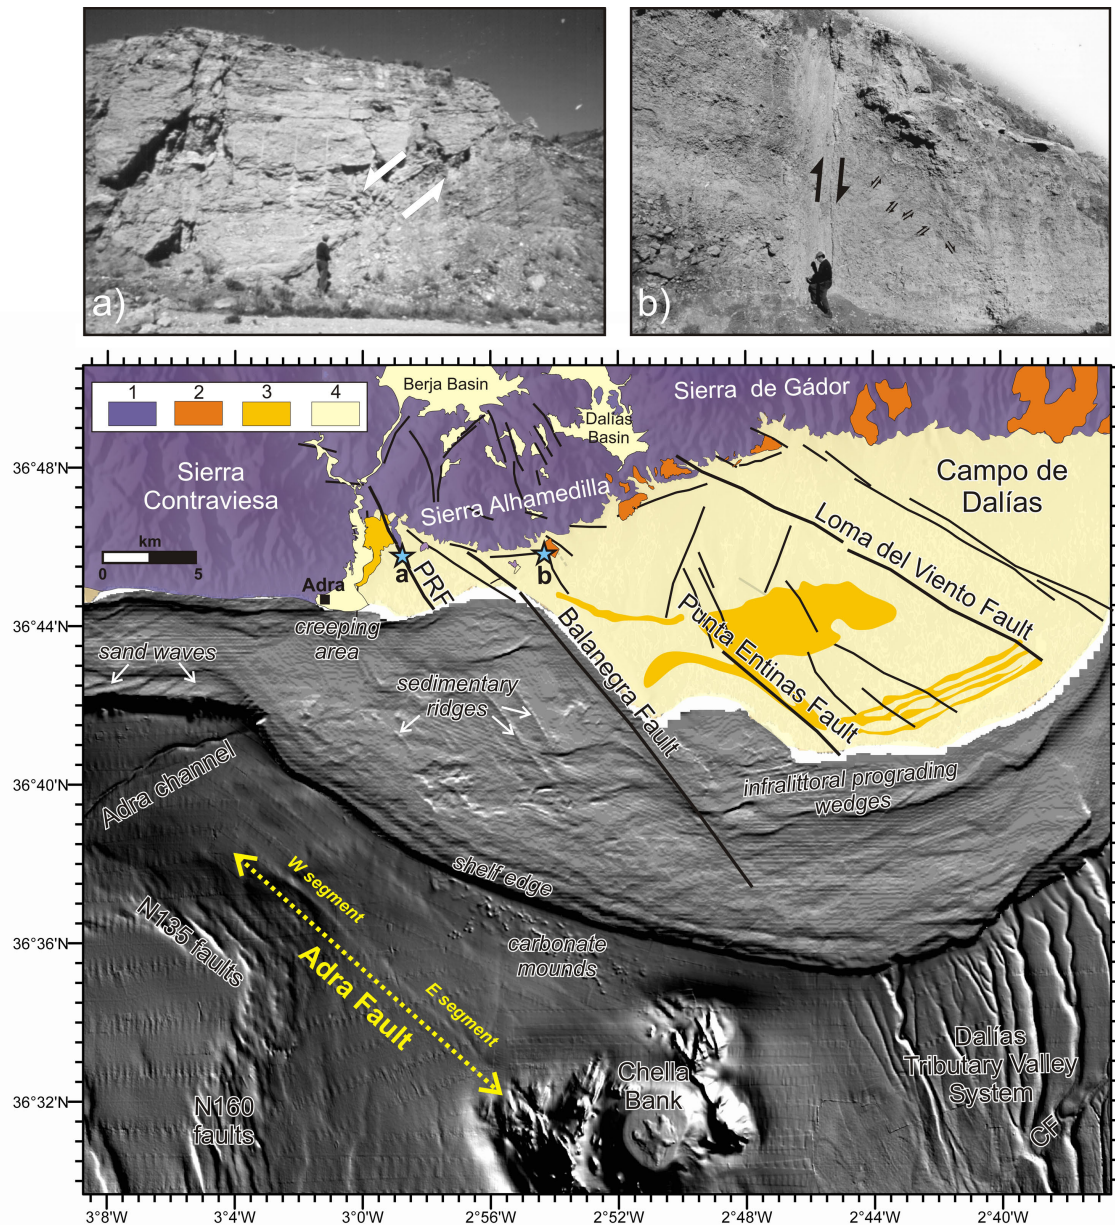 a)
b)
1 2 3 4
Berja Basin
Sierra de Gádor
Dalías
Basin
36°48'N
Sierra
Contraviesa
Sierra Alhamedilla
Campo de
Dalías
km
0 5
Loma del Viento Fault
a
b
PRF
Adra
36°44'N
creeping
area
Balanegra Fault
Punta Entinas Fault
sand waves
sedimentary
ridges
36°40'N
Adra channel
infralittoral prograding
wedges
shelf edge
W segment
36°36'N
N135 faults
carbonate
mounds
Adra Fault
E segment
Dalías
Tributary Valley
System
Chella
Bank
36°32'N
N160
faults
CF
3°8'W 3°4'W 3°0'W 2°56'W 2°52'W 2°48'W 2°44'W 2°40'W